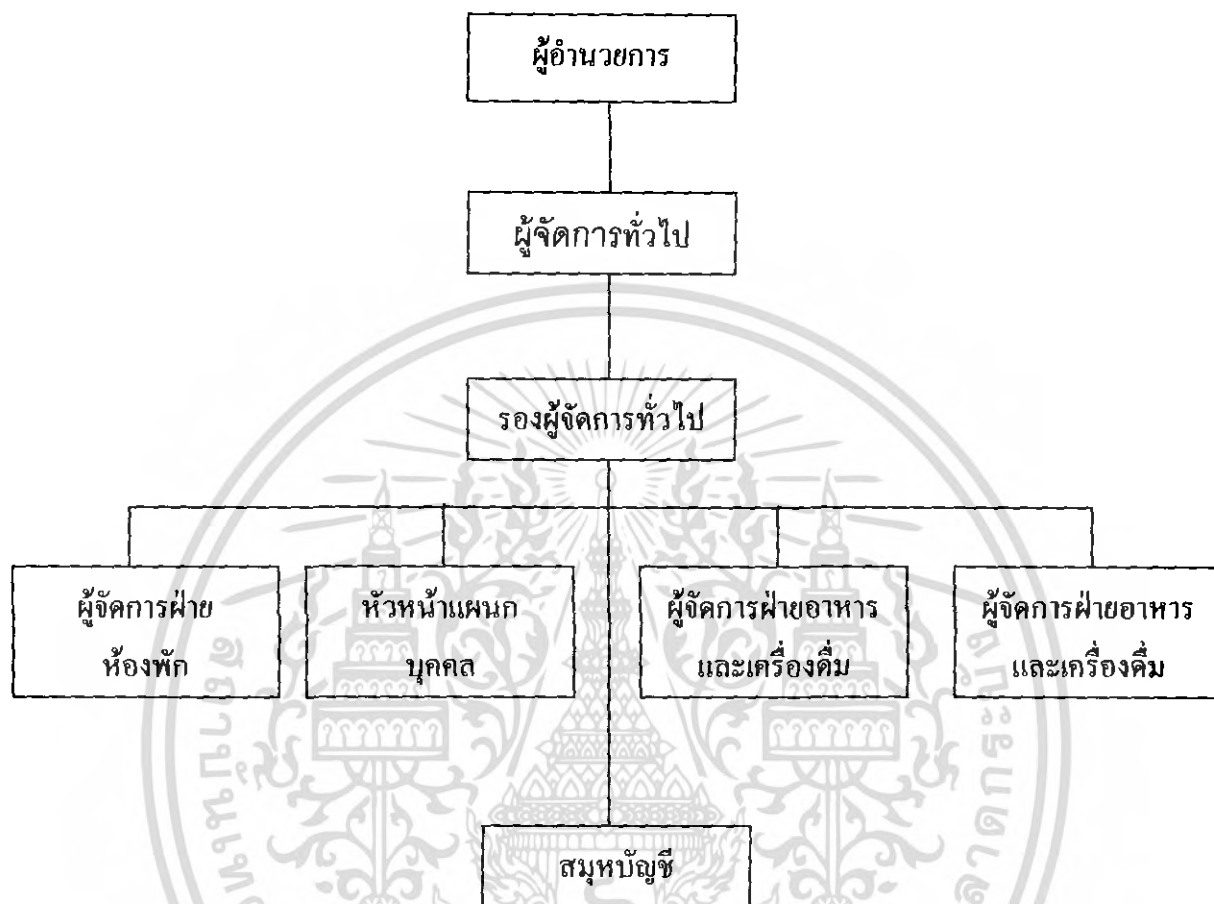 ผู้อำนวยการ
ผู้จัดการทั่วไป
รองผู้จัดการทั่วไป
ผู้จัดการฝ่าย
ห้องพัก
หัวหน้าแผนก
บุคคล
ผู้จัดการฝ่ายอาหาร
และเครื่องดื่ม
ผู้จัดการฝ่ายอาหาร
และเครื่องดื่ม
สมุหบัญชี